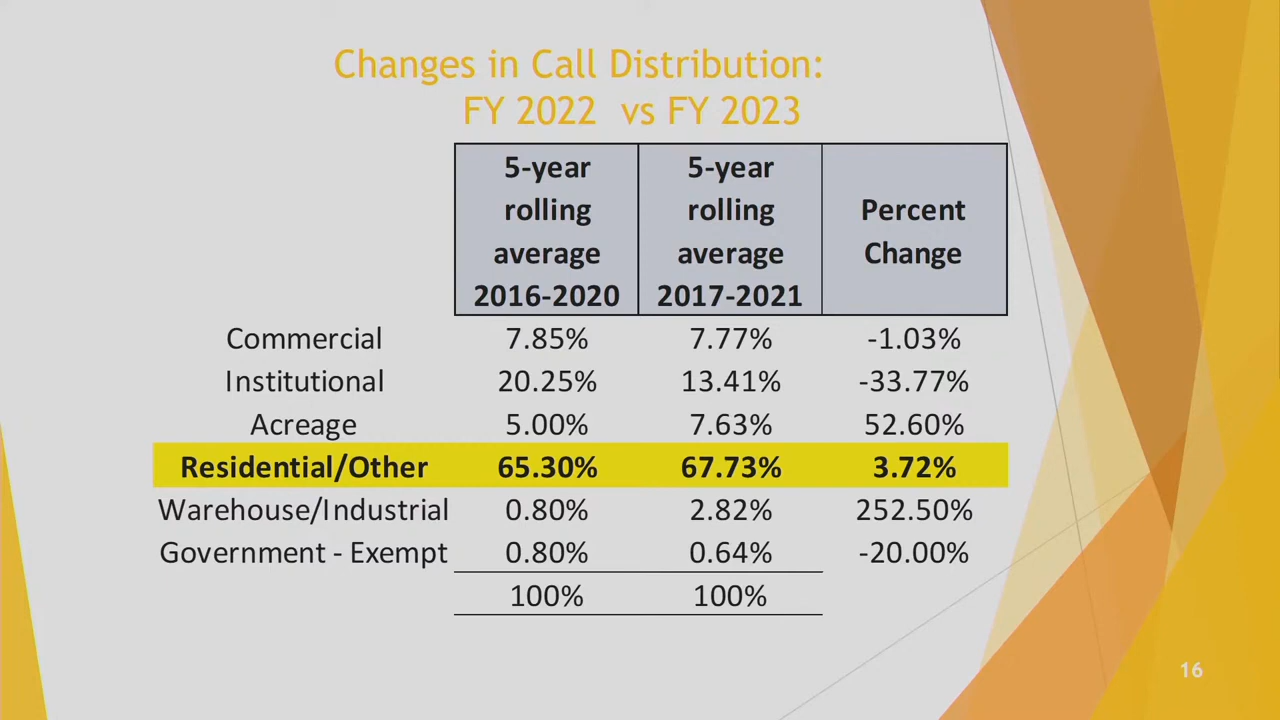 Changes in Call Distribution:
FY 2022 vs FY 2023
5-year rolling average 2016-2020 5-year rolling average 2017-2021 Percent Change
Commercial 7.85% 7.77% -1.03%
Institutional 20.25% 13.41% -33.77%
Acreage 5.00% 7.63% 52.60%
Residential/Other 65.30% 67.73% 3.72%
Warehouse/Industrial 0.80% 2.82% 252.50%
Government - Exempt 0.80% 0.64% -20.00%
100% 100%
16